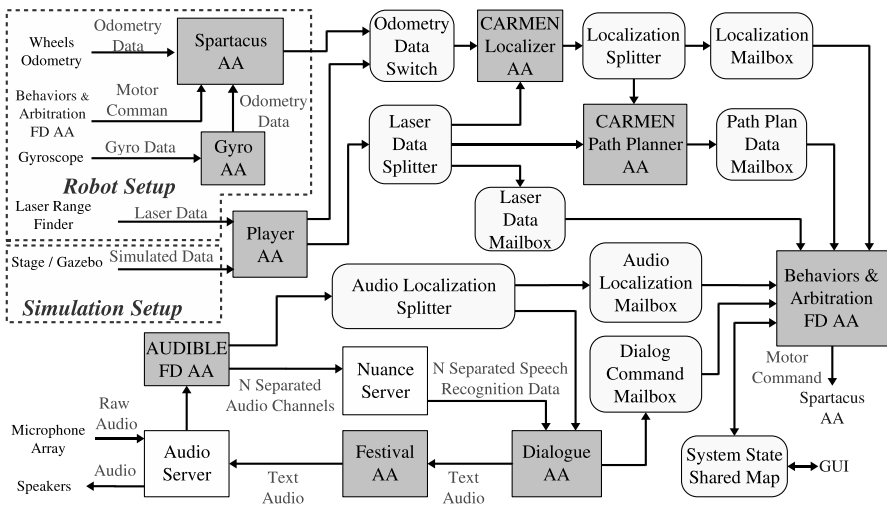 Wheels
Odometry
Odometry
Data
Spartacus
AA
Behaviors &
Arbitration
FD AA
Motor
Comman
Odometry
Data
Gyroscope
Gyro Data
Gyro
AA
Robot Setup
Laser Range
Finder
Laser Data
Player
AA
Stage / Gazebo
Simulated Data
Simulation Setup
Odometry
Data
Switch
CARMEN
Localizer
AA
Localization
Splitter
Localization
Mailbox
Laser
Data
Splitter
CARMEN
Path Planner
AA
Path Plan
Data
Mailbox
Laser
Data
Mailbox
Audio Localization
Splitter
Audio
Localization
Mailbox
Behaviors &
Arbitration
FD AA
AUDIBLE
FD AA
N Separated
Audio Channels
Nuance
Server
N Separated Speech
Recognition Data
Dialog
Command
Mailbox
Motor
Command
Spartacus
AA
Microphone
Array
Raw
Audio
Audio
Server
Speakers
Audio
Text
Audio
Festival
AA
Text
Audio
Dialogue
AA
System State
Shared Map
GUI